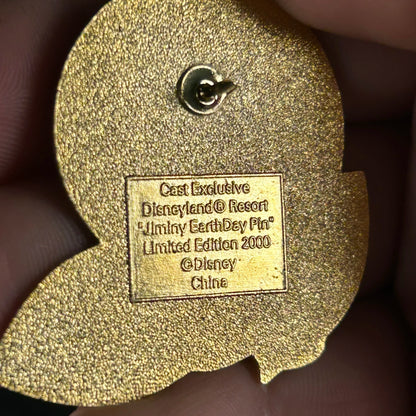 Cast Exclusive
Disneyland® Resort
"Jiminy EarthDay Pin"
Limited Edition 2000
©Disney
China